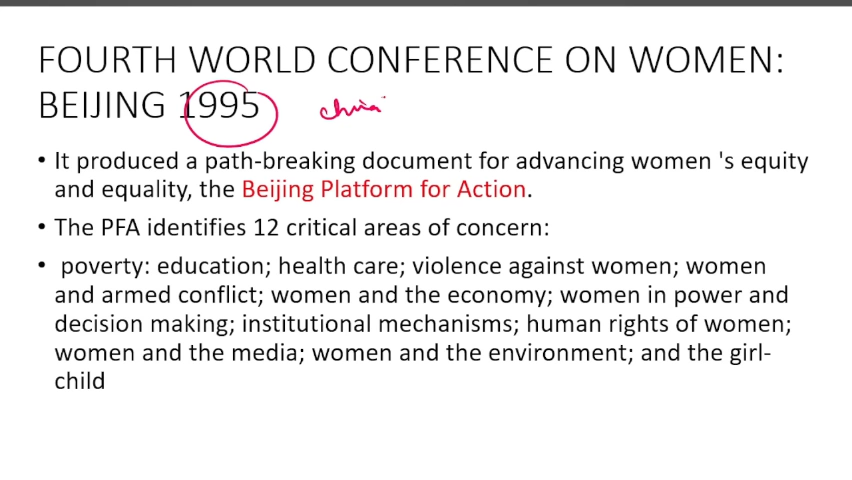 FOURTH WORLD CONFERENCE ON WOMEN:
BEIJING 1995 china
• It produced a path-breaking document for advancing women 's equity
and equality, the Beijing Platform for Action.
• The PFA identifies 12 critical areas of concern:
• poverty: education; health care; violence against women; women
and armed conflict; women and the economy; women in power and
decision making; institutional mechanisms; human rights of women;
women and the media; women and the environment; and the girl-
child